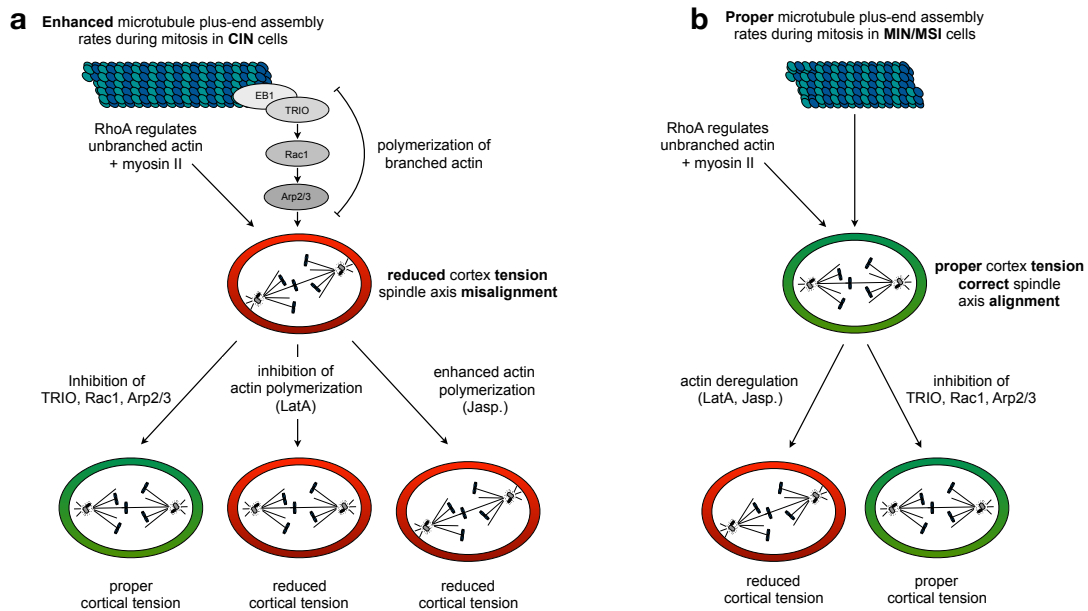 a
Enhanced microtubule plus-end assembly
rates during mitosis in CIN cells
EB1
TRIO
RhoA regulates
unbranched actin
+ myosin II
Rac1
polymerization of
branched actin
Arp2/3
reduced cortex tension
spindle axis misalignment
Inhibition of
TRIO, Rac1, Arp2/3
inhibition of
actin polymerization
(LatA)
enhanced actin
polymerization
(Jasp.)
proper
cortical tension
reduced
cortical tension
reduced
cortical tension
b
Proper microtubule plus-end assembly
rates during mitosis in MIN/MSI cells
RhoA regulates
unbranched actin
+ myosin II
proper cortex tension
correct spindle
axis alignment
actin deregulation
(LatA, Jasp.)
inhibition of
TRIO, Rac1, Arp2/3
reduced
cortical tension
proper
cortical tension